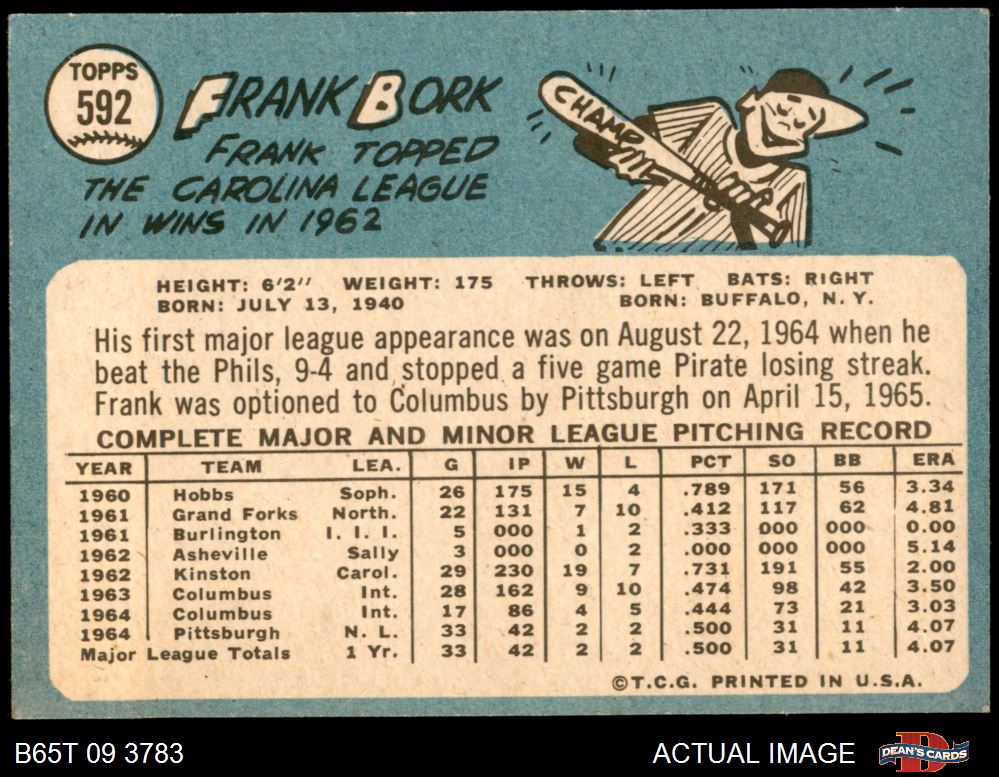 TOPPS
592
FRANK BORK
FRANK TOPPED
THE CAROLINA LEAGUE
IN WINS IN 1962
CHAMP
HEIGHT: 6'2" WEIGHT: 175 THROWS: LEFT BATS: RIGHT
BORN: JULY 13, 1940 BORN: BUFFALO, N. Y.
His first major league appearance was on August 22, 1964 when he
beat the Phils, 9-4 and stopped a five game Pirate losing streak.
Frank was optioned to Columbus by Pittsburgh on April 15, 1965.
COMPLETE MAJOR AND MINOR LEAGUE PITCHING RECORD
YEAR TEAM LEA. G IP W L PCT SO BB ERA
1960 Hobbs Soph. 26 175 15 4 .789 171 56 3.34
1961 Grand Forks North. 22 131 7 10 .412 117 62 4.81
1961 Burlington I. I. I. 5 000 1 2 .333 000 000 0.00
1962 Asheville Sally 3 000 0 2 .000 000 000 5.14
1962 Kinston Carol. 29 230 19 7 .731 191 55 2.00
1963 Columbus Int. 28 162 9 10 .474 98 42 3.50
1964 Columbus Int. 17 86 4 5 .444 73 21 3.03
1964 Pittsburgh N. L. 33 42 2 2 .500 31 11 4.07
Major League Totals 1 Yr. 33 42 2 2 .500 31 11 4.07
©T.C.G. PRINTED IN U.S.A.
B65T 09 3783 ACTUAL IMAGE DEAN'S CARDS